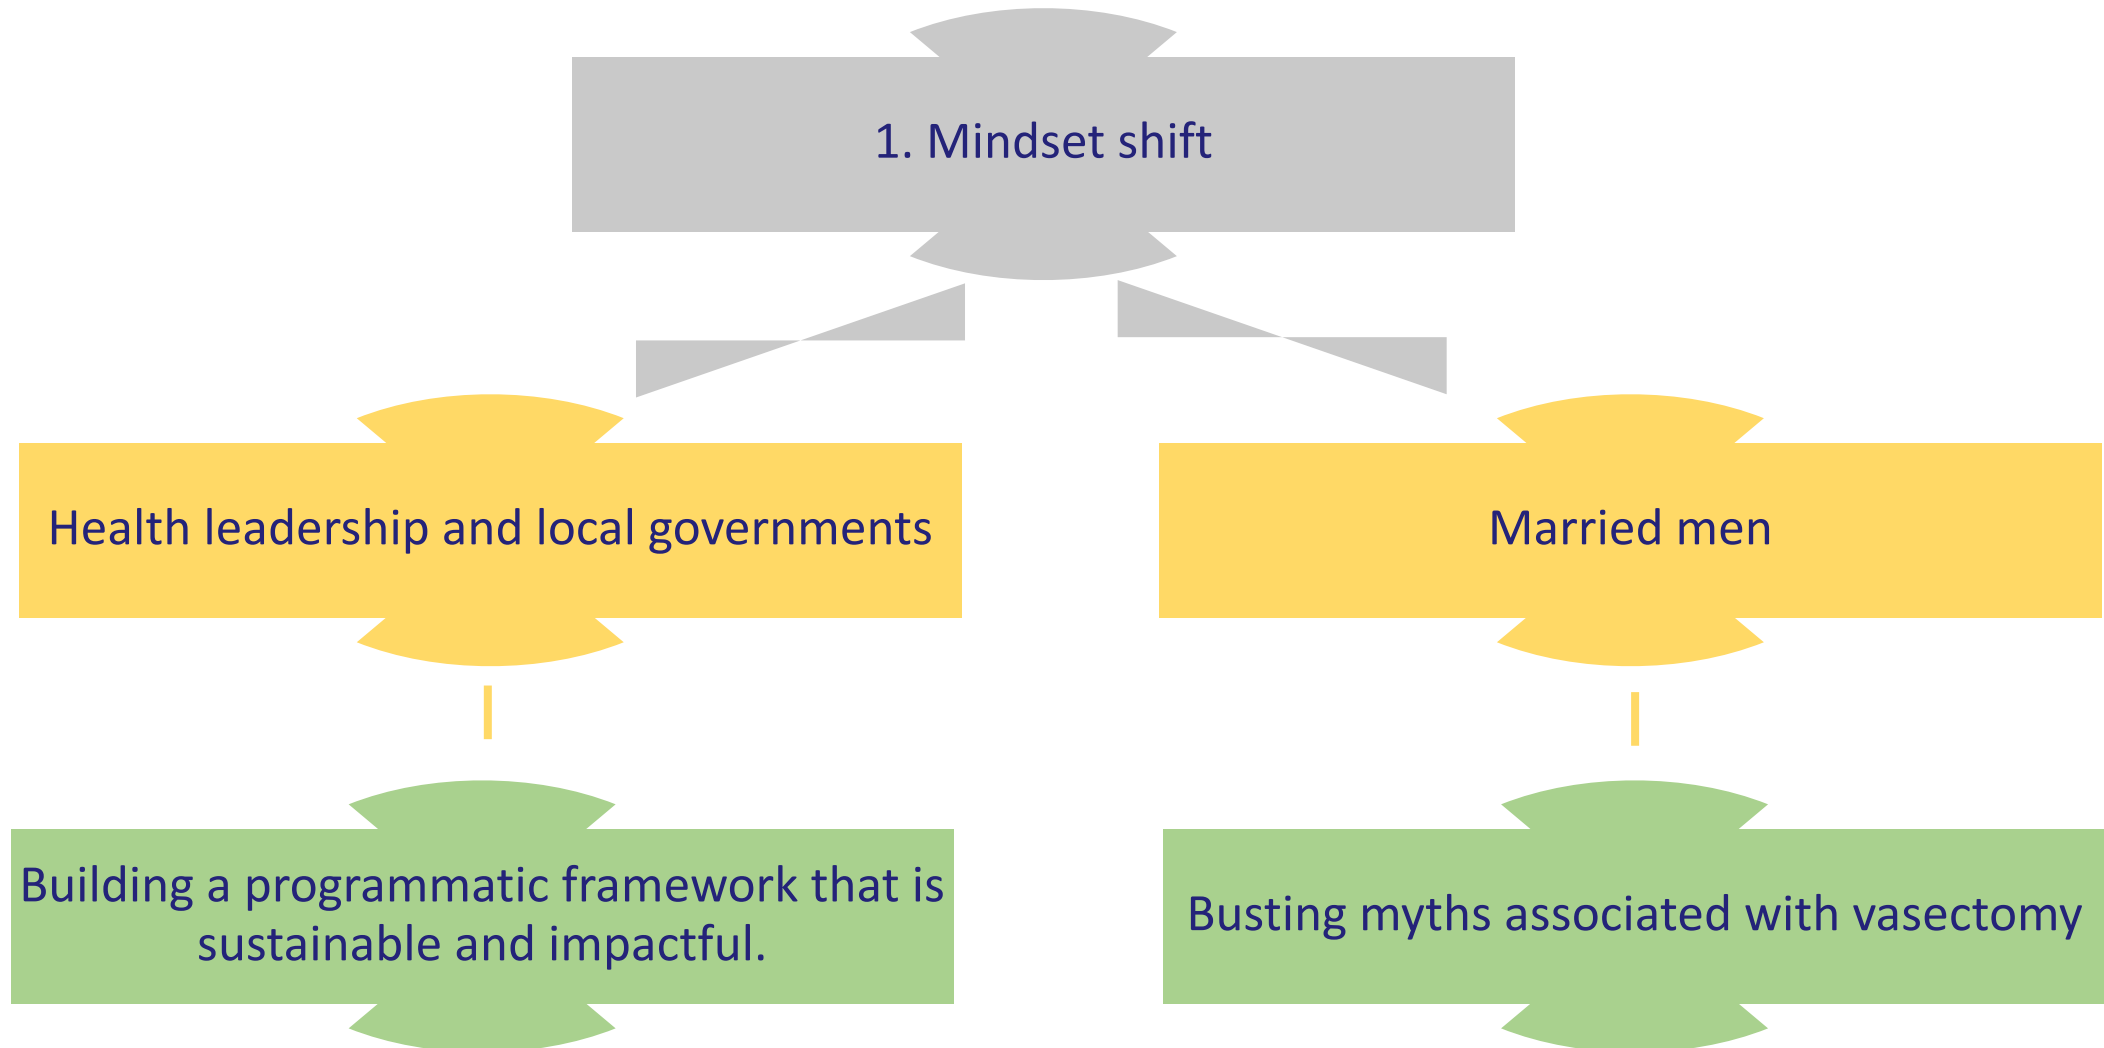 1. Mindset shift
Health leadership and local governments
Married men
Building a programmatic framework that is
sustainable and impactful.
Busting myths associated with vasectomy